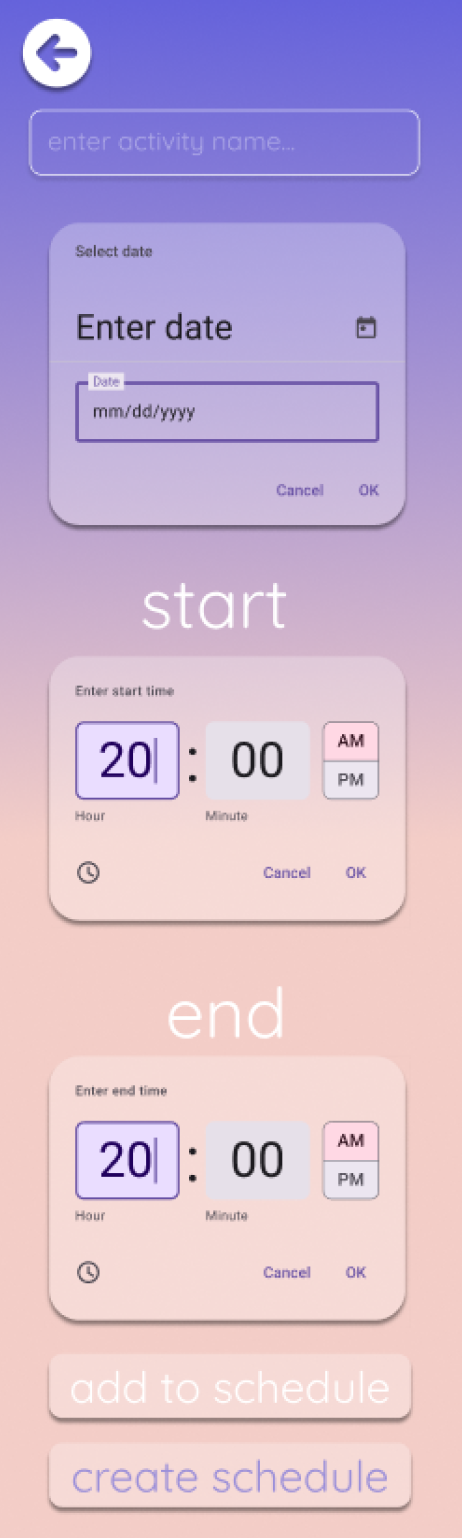 enter activity name...
Select date
Enter date
Date
mm/dd/yyyy
Cancel OK
start
Enter start time
20 : 00 AM
PM
Hour Minute
Cancel OK
end
Enter end time
20 : 00 AM
PM
Hour Minute
Cancel OK
add to schedule
create schedule